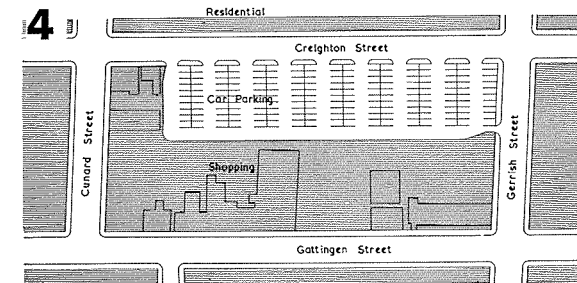 4
Residential
Creighton Street
Car Parking
Cunard Street
Gerrish Street
Shopping
Gottingen Street